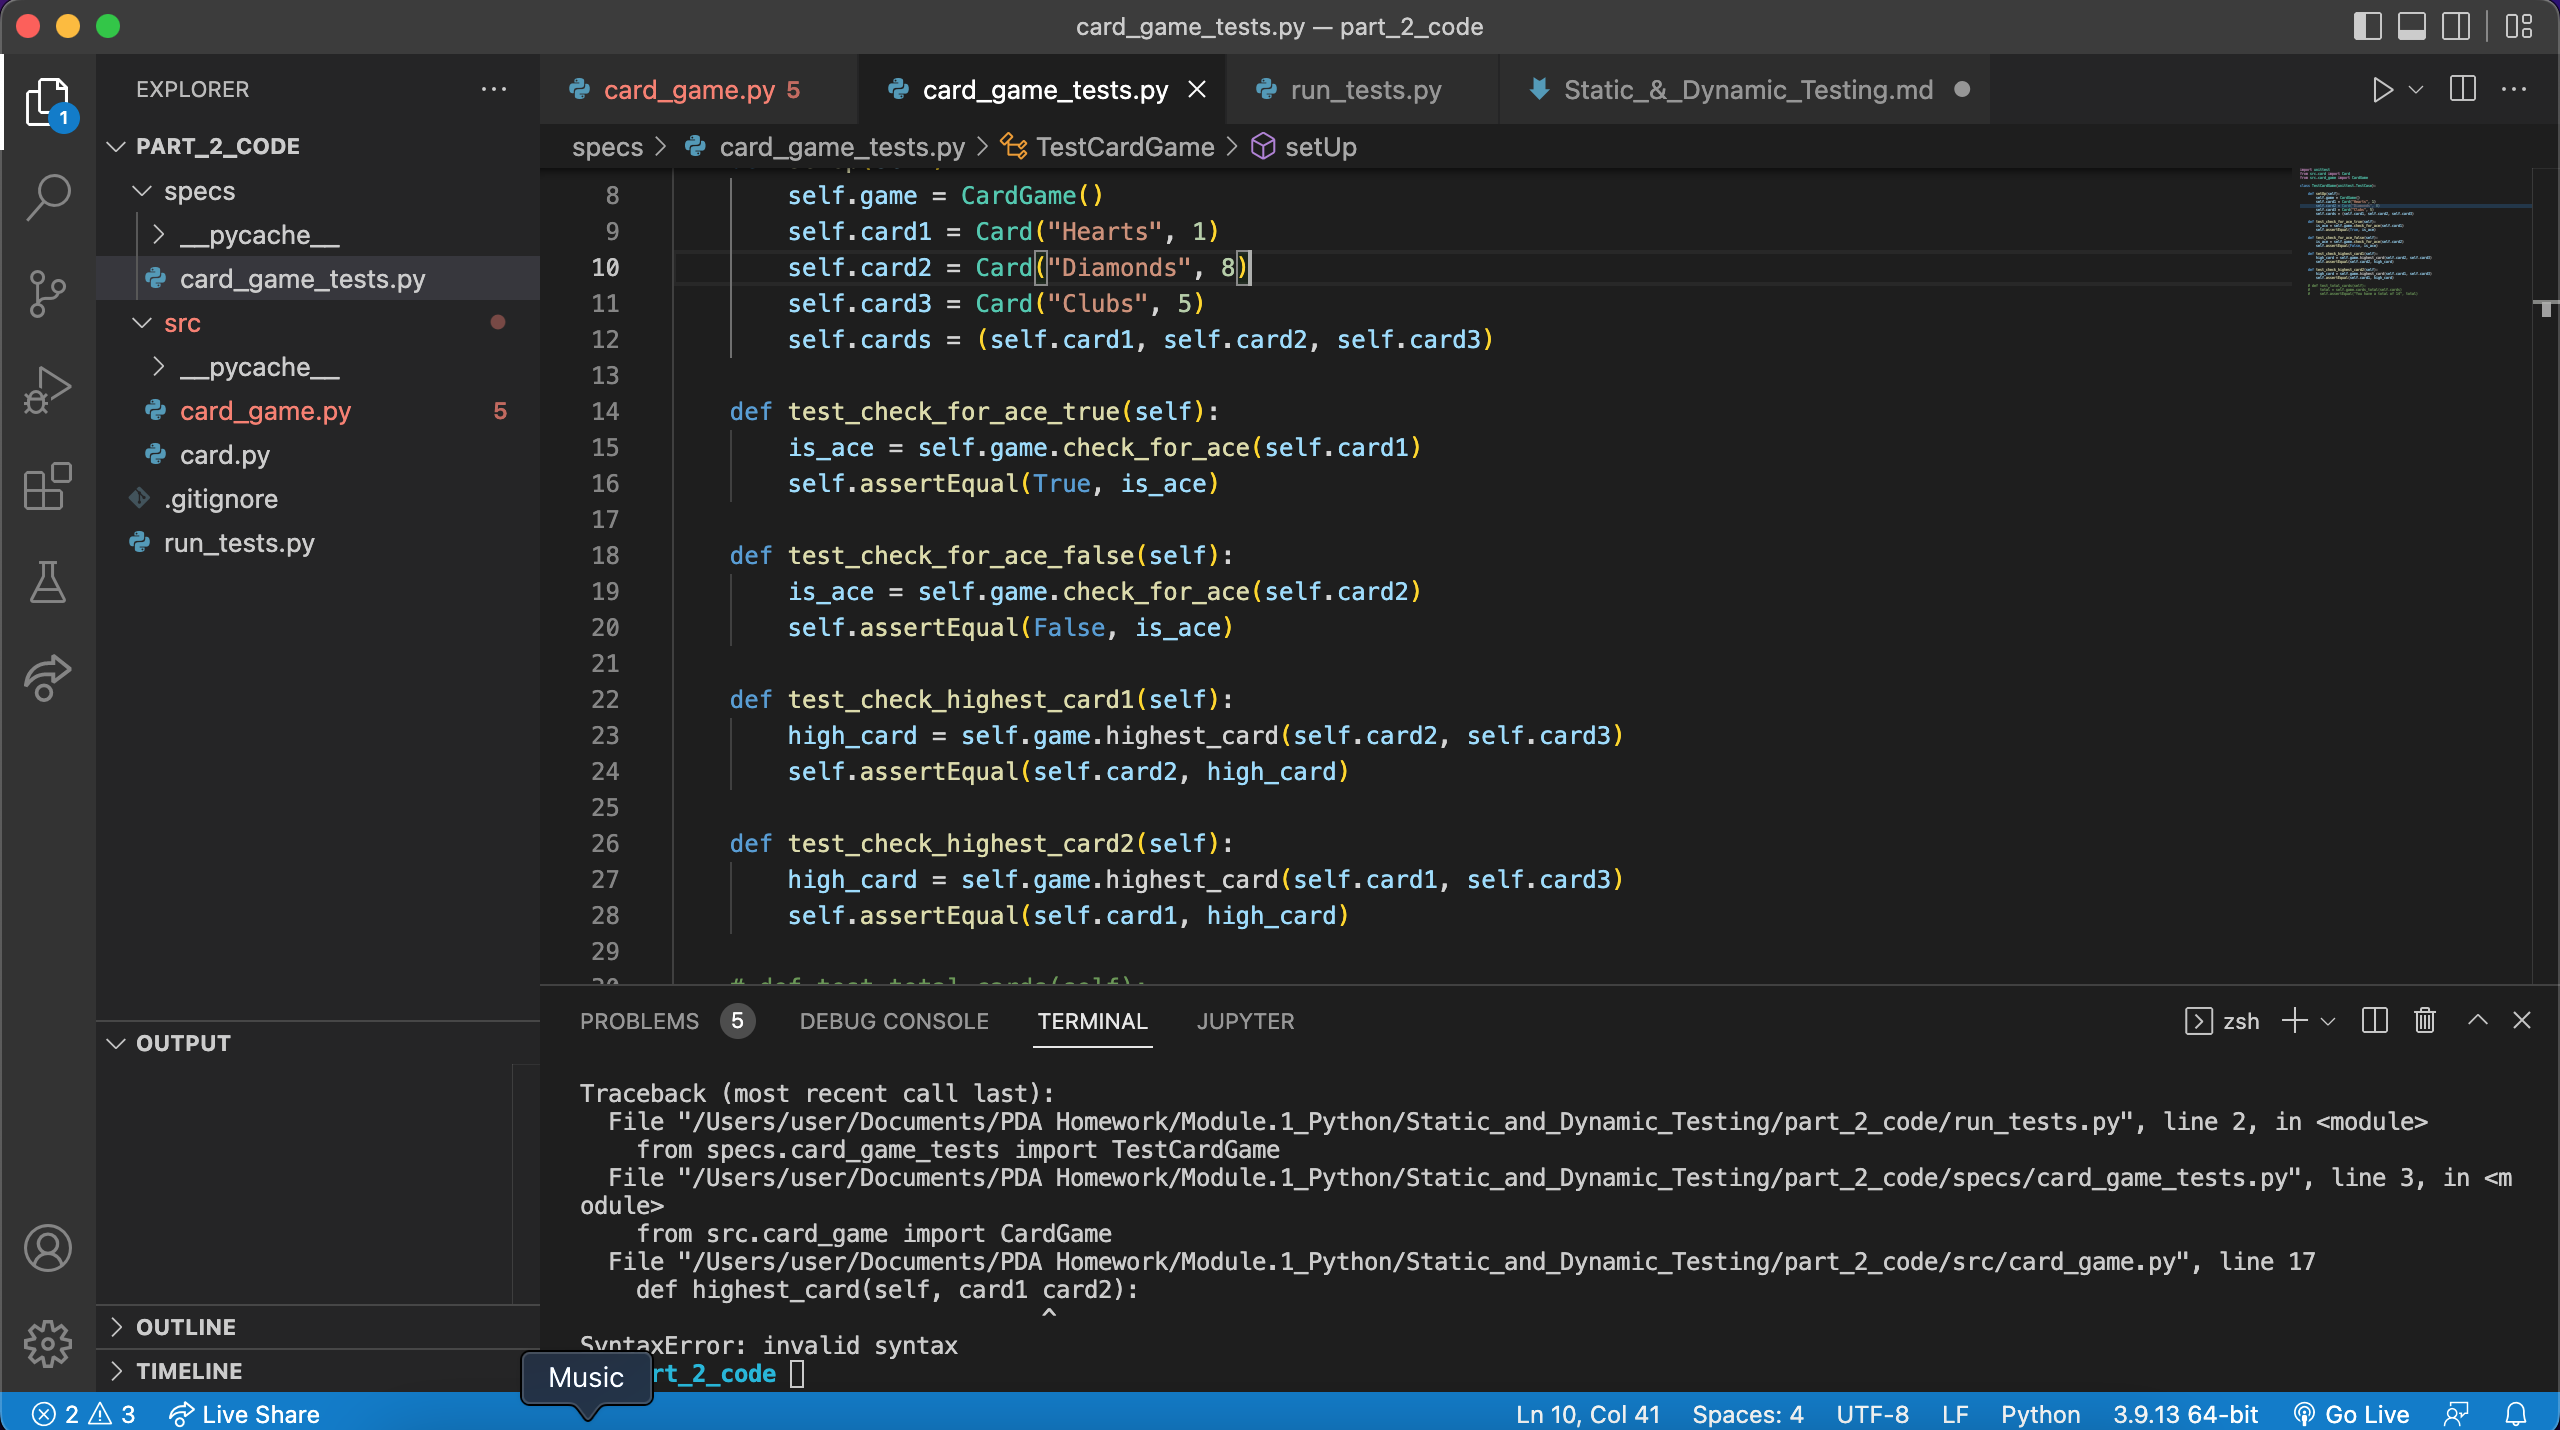 card_game_tests.py — part_2_code
EXPLORER
1
PART_2_CODE
specs
__pycache__
card_game_tests.py
src
__pycache__
card_game.py 5
card.py
.gitignore
run_tests.py
OUTPUT
OUTLINE
TIMELINE
card_game.py 5
card_game_tests.py
run_tests.py
Static_&_Dynamic_Testing.md
specs > card_game_tests.py > TestCardGame > setUp
8 self.game = CardGame()
9 self.card1 = Card("Hearts", 1)
10 self.card2 = Card("Diamonds", 8)
11 self.card3 = Card("Clubs", 5)
12 self.cards = (self.card1, self.card2, self.card3)
13
14 def test_check_for_ace_true(self):
15 is_ace = self.game.check_for_ace(self.card1)
16 self.assertEqual(True, is_ace)
17
18 def test_check_for_ace_false(self):
19 is_ace = self.game.check_for_ace(self.card2)
20 self.assertEqual(False, is_ace)
21
22 def test_check_highest_card1(self):
23 high_card = self.game.highest_card(self.card2, self.card3)
24 self.assertEqual(self.card2, high_card)
25
26 def test_check_highest_card2(self):
27 high_card = self.game.highest_card(self.card1, self.card3)
28 self.assertEqual(self.card1, high_card)
29
30 # def test_total_cards(self):
PROBLEMS 5 DEBUG CONSOLE TERMINAL JUPYTER
zsh
Traceback (most recent call last):
File "/Users/user/Documents/PDA Homework/Module.1_Python/Static_and_Dynamic_Testing/part_2_code/run_tests.py", line 2, in <module>
from specs.card_game_tests import TestCardGame
File "/Users/user/Documents/PDA Homework/Module.1_Python/Static_and_Dynamic_Testing/part_2_code/specs/card_game_tests.py", line 3, in <m
odule>
from src.card_game import CardGame
File "/Users/user/Documents/PDA Homework/Module.1_Python/Static_and_Dynamic_Testing/part_2_code/src/card_game.py", line 17
def highest_card(self, card1 card2):
^
SyntaxError: invalid syntax
rt_2_code
Music
2 3 Live Share
Ln 10, Col 41 Spaces: 4 UTF-8 LF Python 3.9.13 64-bit Go Live